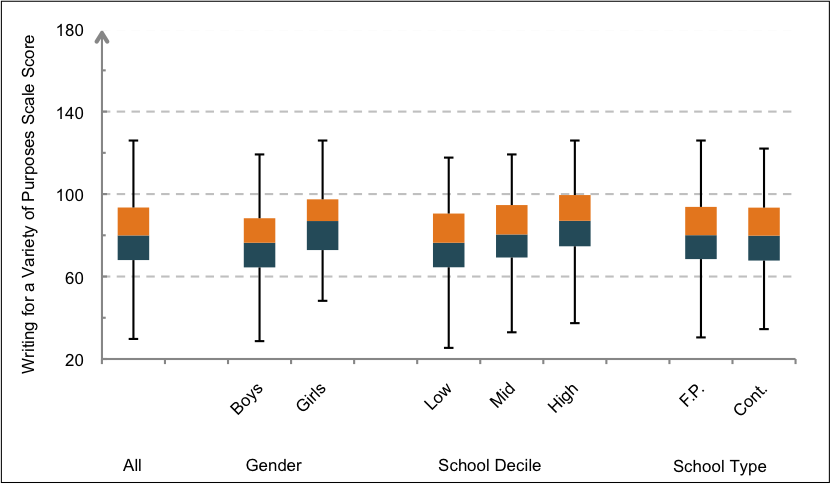 Writing for a Variety of Purposes Scale Score
180
140
100
60
20
Boys
Girls
Low
Mid
High
F.P.
Cont.
All
Gender
School Decile
School Type